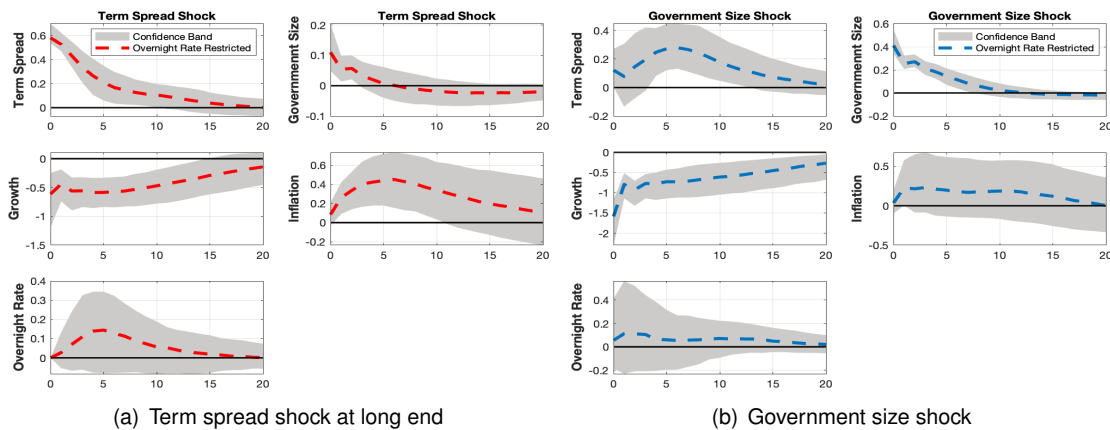 Term Spread Shock
Term Spread
0.6
0.4
0.2
0
Confidence Band
Overnight Rate Restricted
0 5 10 15 20
Term Spread Shock
Government Size
0.2
0.1
0
-0.1
0 5 10 15 20
Government Size Shock
Term Spread
0.4
0.2
0
-0.2
Confidence Band
Overnight Rate Restricted
0 5 10 15 20
Government Size Shock
Government Size
0.6
0.4
0.2
0
-0.2
Confidence Band
Overnight Rate Restricted
0 5 10 15 20
Growth
0
-0.5
-1
-1.5
0 5 10 15 20
Inflation
0.6
0.4
0.2
0
-0.2
0 5 10 15 20
Growth
0
-0.5
-1
-1.5
-2
0 5 10 15 20
Inflation
0.5
0
0.5
0 5 10 15 20
Overnight Rate
0.4
0.3
0.2
0.1
0
0 5 10 15 20
Overnight Rate
0.4
0.2
0
-0.2
0 5 10 15 20
(a) Term spread shock at long end
(b) Government size shock